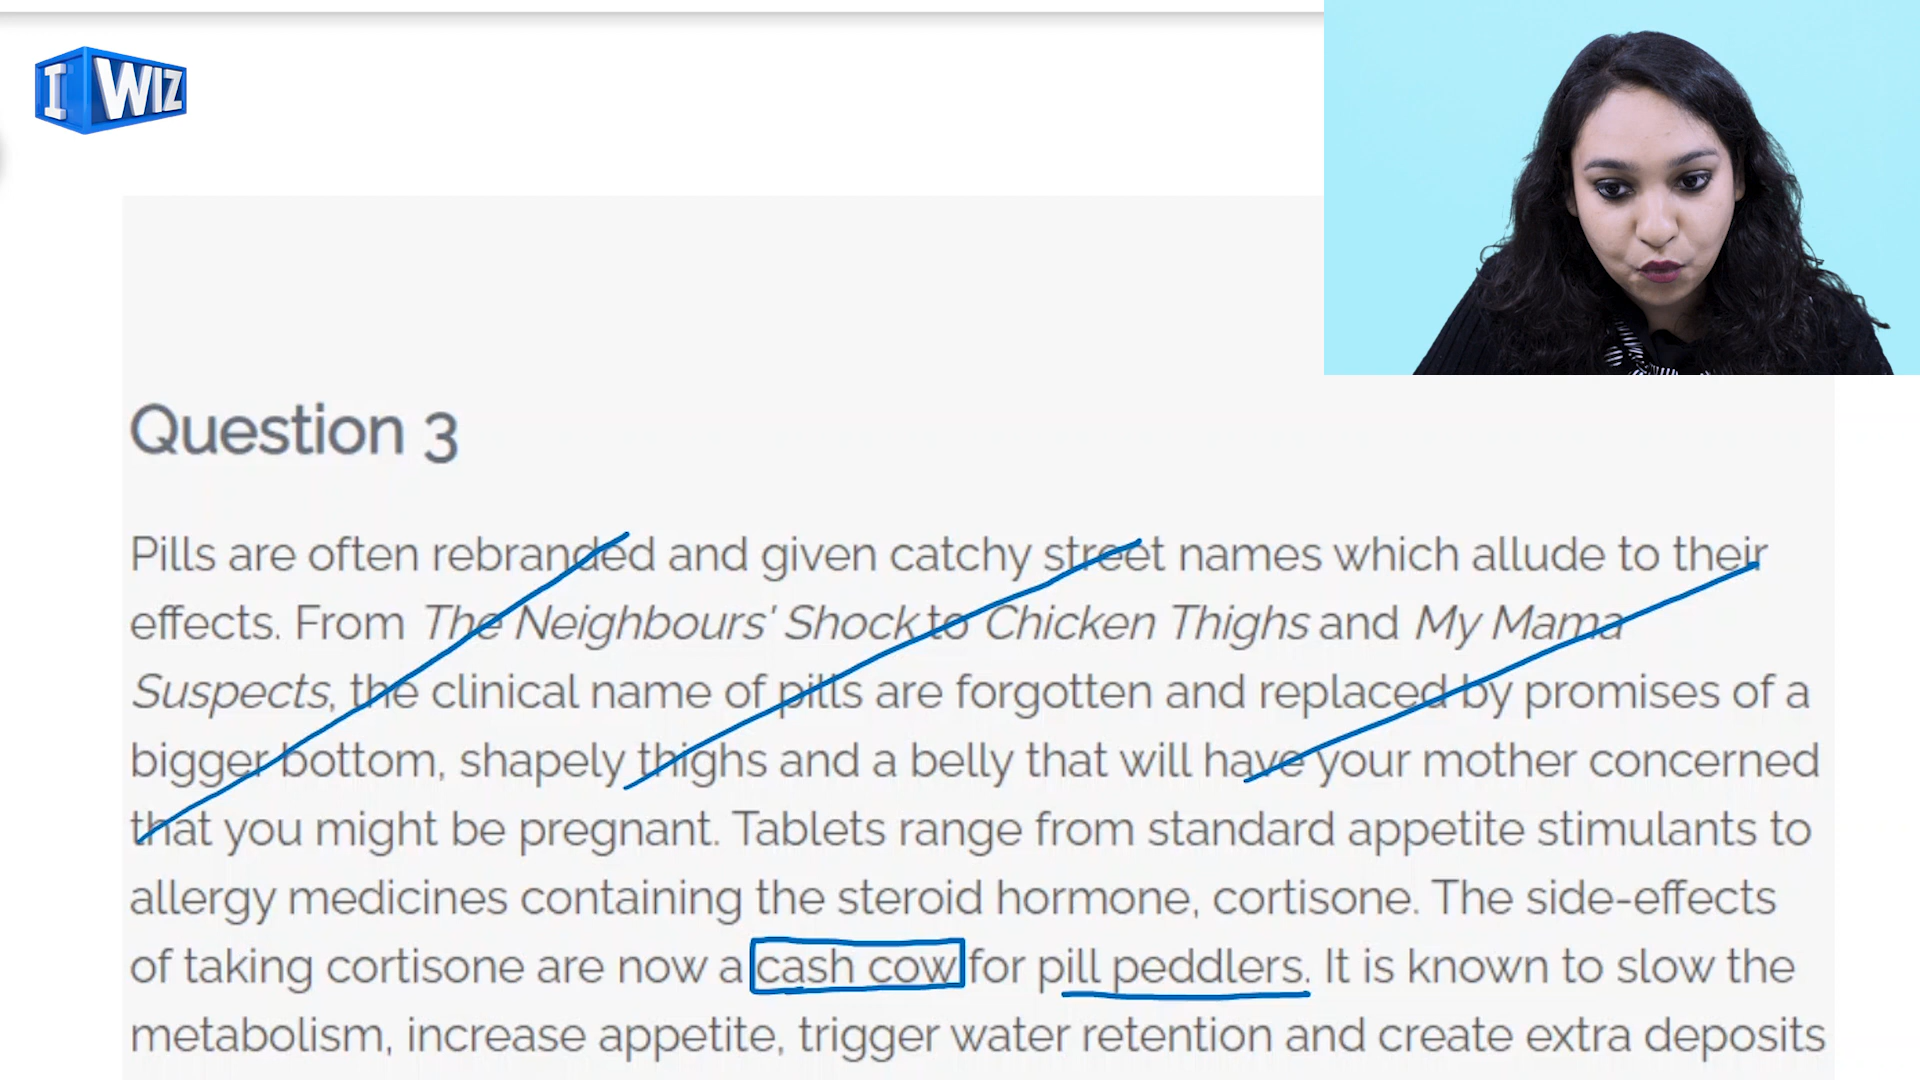 I WIZ
Question 3
Pills are often rebranded and given catchy street names which allude to their
effects. From The Neighbours' Shock to Chicken Thighs and My Mama
Suspects, the clinical name of pills are forgotten and replaced by promises of a
bigger bottom, shapely thighs and a belly that will have your mother concerned
that you might be pregnant. Tablets range from standard appetite stimulants to
allergy medicines containing the steroid hormone, cortisone. The side-effects
of taking cortisone are now a cash cow for pill peddlers. It is known to slow the
metabolism, increase appetite, trigger water retention and create extra deposits